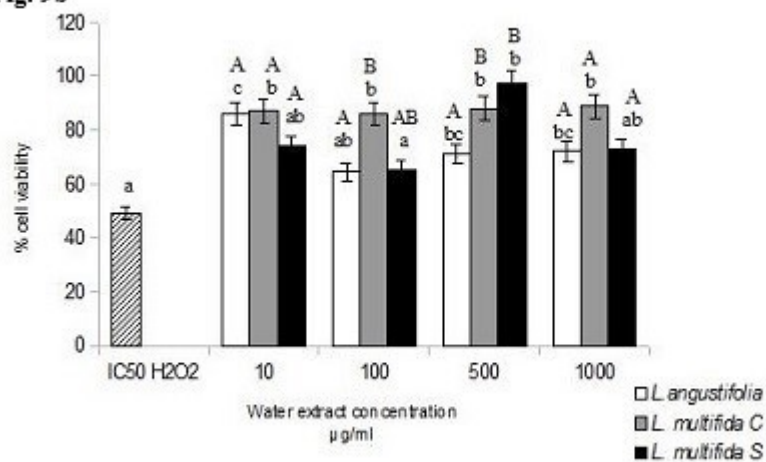 120
100
80
60
40
20
0
% cell viability
a
A
c
A
b
A
ab
A
ab
B
b
AB
a
A
bc
B
b
B
b
A
bc
A
b
A
ab
IC50 H2O2
10
100
500
1000
Water extract concentration
µg/ml
L. angustifolia
L. multifida C
L. multifida S